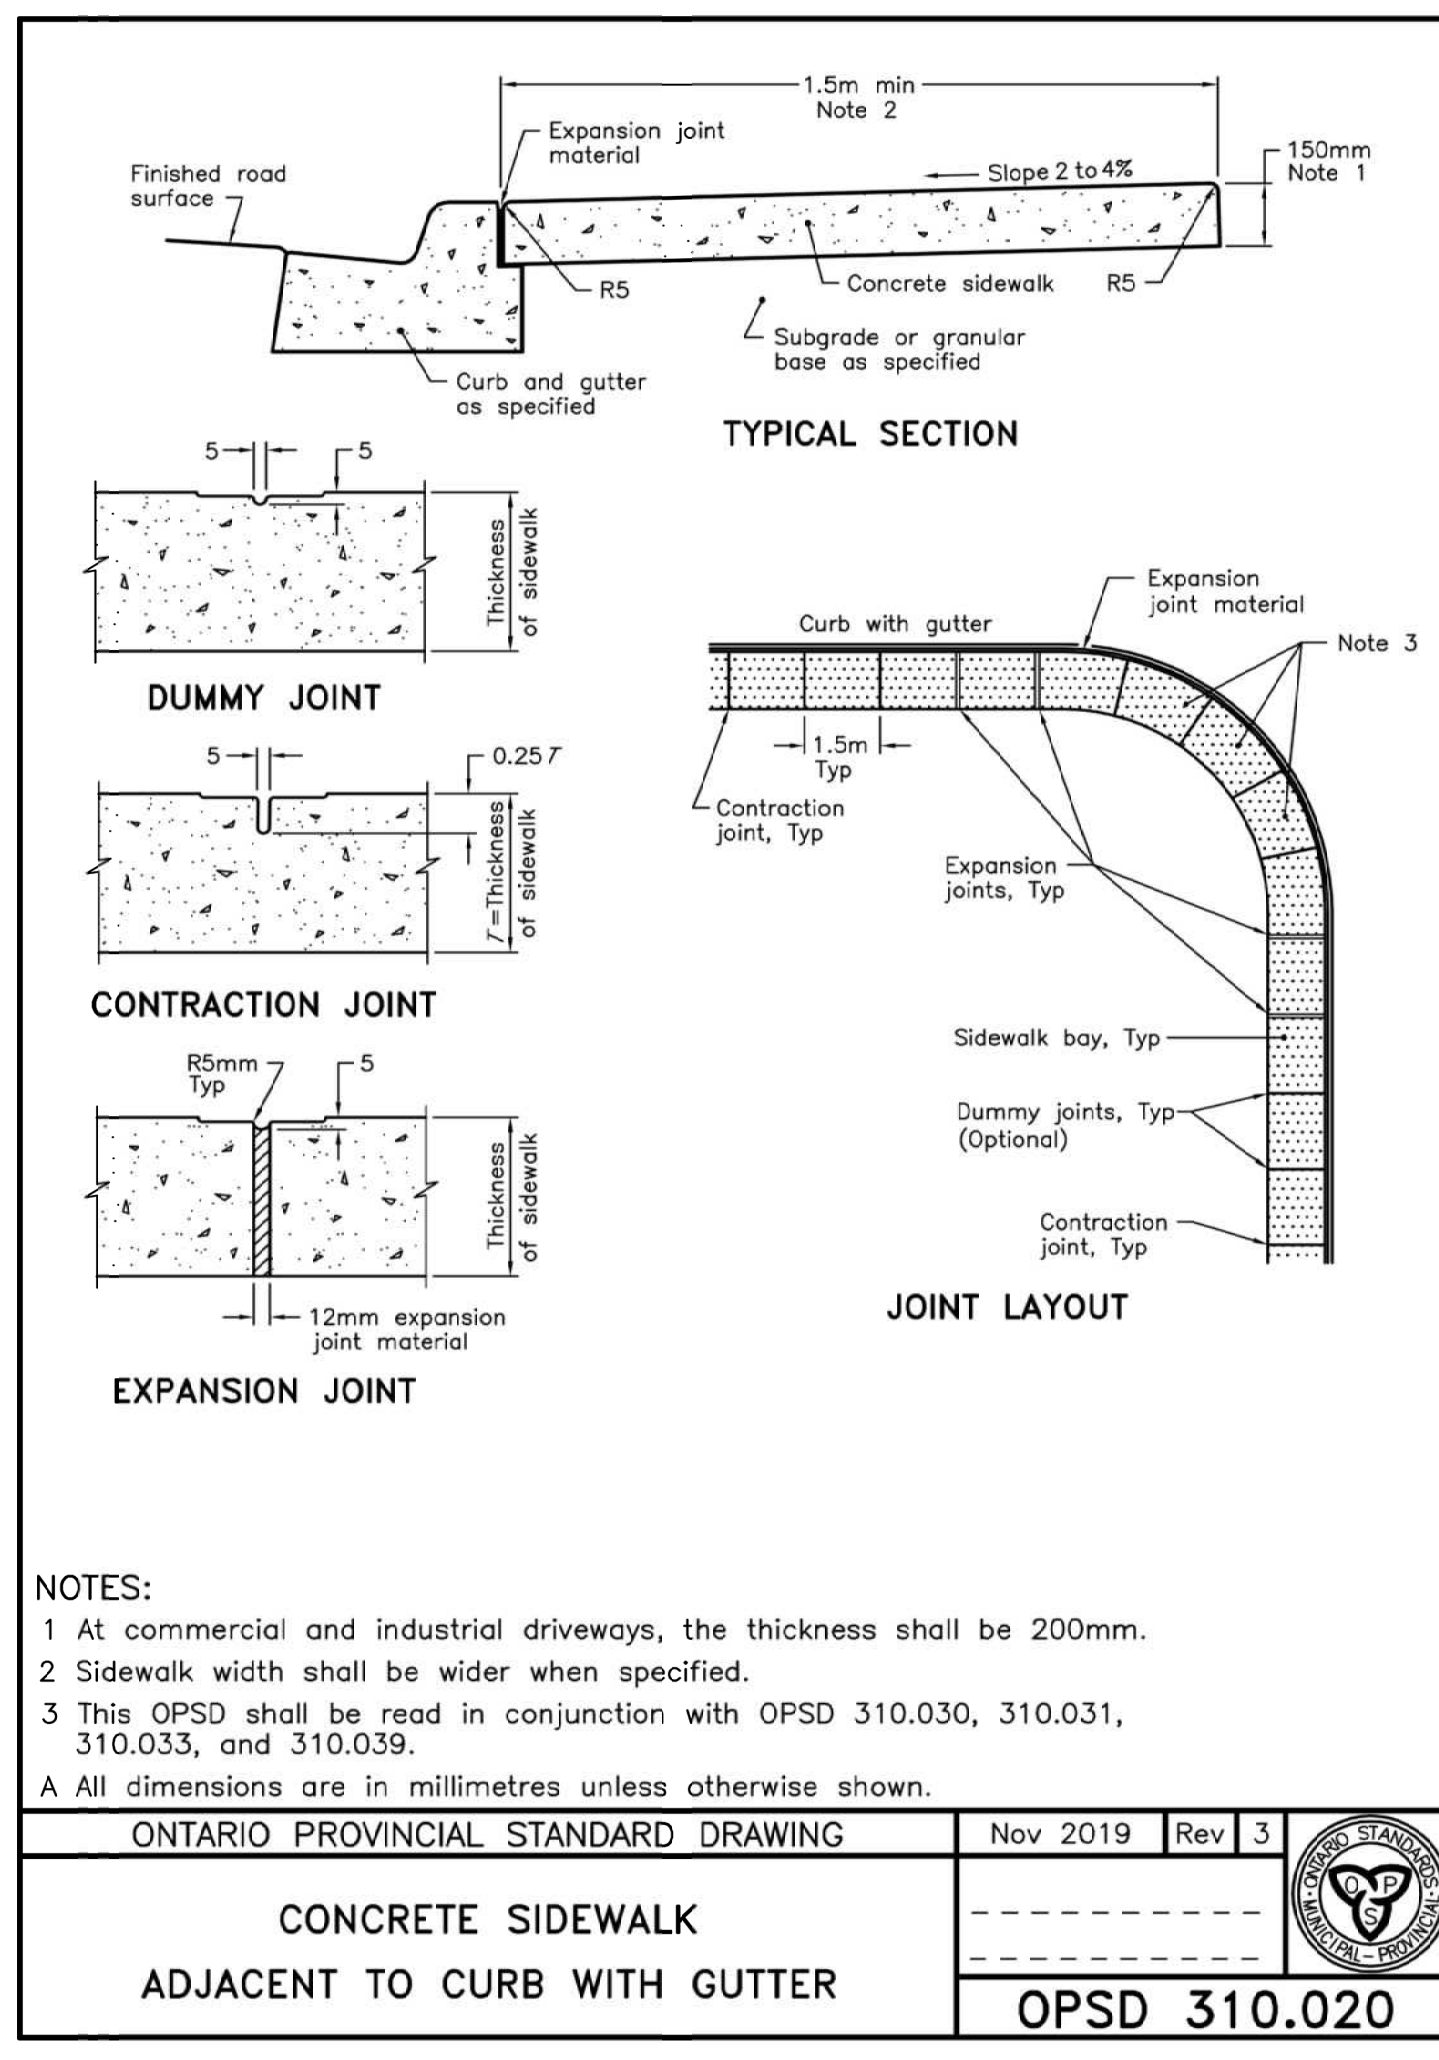 1.5m min
Note 2
Expansion joint
material
Finished road
surface
Slope 2 to 4%
150mm
Note 1
R5
Concrete sidewalk
R5
Subgrade or granular
base as specified
Curb and gutter
as specified
TYPICAL SECTION
5
5
Thickness
of sidewalk
DUMMY JOINT
5
0.25T
T=Thickness
of sidewalk
CONTRACTION JOINT
R5mm
Typ
5
Thickness
of sidewalk
12mm expansion
joint material
EXPANSION JOINT
Expansion
joint material
Curb with gutter
Note 3
1.5m
Typ
Contraction
joint, Typ
Expansion
joints, Typ
Sidewalk bay, Typ
Dummy joints, Typ
(Optional)
Contraction
joint, Typ
JOINT LAYOUT
NOTES:
1 At commercial and industrial driveways, the thickness shall be 200mm.
2 Sidewalk width shall be wider when specified.
3 This OPSD shall be read in conjunction with OPSD 310.030, 310.031,
310.033, and 310.039.
A All dimensions are in millimetres unless otherwise shown.
ONTARIO PROVINCIAL STANDARD DRAWING
Nov 2019
Rev
3
CONCRETE SIDEWALK
ADJACENT TO CURB WITH GUTTER
ONTARIO STANDARDS
MUNICIPAL-PROVINCIAL
O P
S
OPSD 310.020